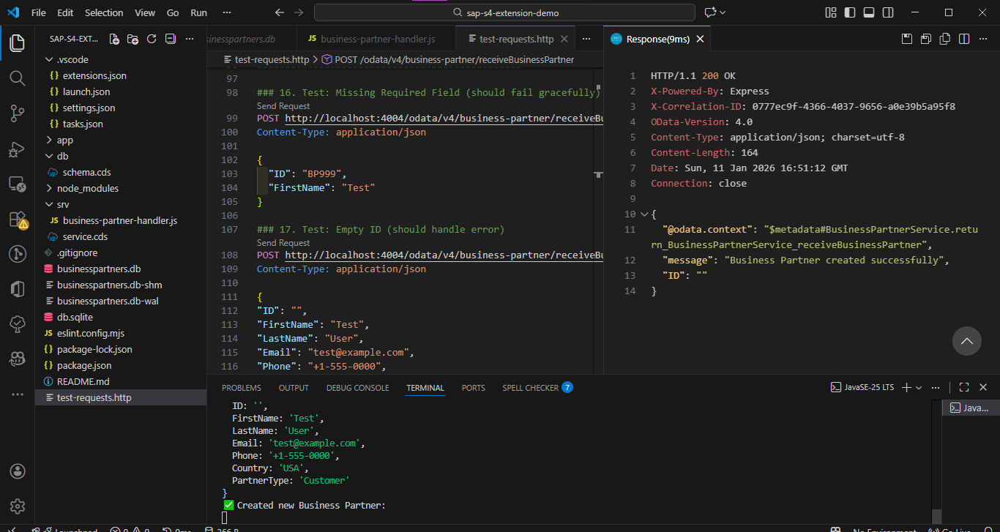 File Edit Selection View Go Run ··· sap-s4-extension-demo
SAP-S4-EXT...
.vscode
{} extensions.json
{} launch.json
{} settings.json
{} tasks.json
app
db
schema.cds
node_modules
srv
JS business-partner-handler.js
service.cds
.gitignore
businesspartners.db
businesspartners.db-shm
businesspartners.db-wal
db.sqlite
JS eslint.config.mjs
{} package-lock.json
{} package.json
README.md
test-requests.http
businesspartners.db JS business-partner-handler.js test-requests.http
test-requests.http > POST /odata/v4/business-partner/receiveBusinessPartner
97
98 ### 16. Test: Missing Required Field (should fail gracefully)
Send Request
99 POST http://localhost:4004/odata/v4/business-partner/receiveBu
100 Content-Type: application/json
101
102 {
103 "ID": "BP999",
104 "FirstName": "Test"
105 }
106
107 ### 17. Test: Empty ID (should handle error)
Send Request
108 POST http://localhost:4004/odata/v4/business-partner/receiveBu
109 Content-Type: application/json
110
111 {
112 "ID": "",
113 "FirstName": "Test",
114 "LastName": "User",
115 "Email": "test@example.com",
116 "Phone": "+1-555-0000",
Response(9ms)
1 HTTP/1.1 200 OK
2 X-Powered-By: Express
3 X-Correlation-ID: 0777ec9f-4366-4037-9656-a0e39b5a95f8
4 OData-Version: 4.0
5 Content-Type: application/json; charset=utf-8
6 Content-Length: 164
7 Date: Sun, 11 Jan 2026 16:51:12 GMT
8 Connection: close
9
10 {
11 "@odata.context": "$metadata#BusinessPartnerService.retu
rn_BusinessPartnerService_receiveBusinessPartner",
12 "message": "Business Partner created successfully",
13 "ID": ""
14 }
PROBLEMS OUTPUT DEBUG CONSOLE TERMINAL PORTS SPELL CHECKER 7 JavaSE-25 LTS
Java...
ID: '',
FirstName: 'Test',
LastName: 'User',
Email: 'test@example.com',
Phone: '+1-555-0000',
Country: 'USA',
PartnerType: 'Customer'
}
✅ Created new Business Partner:
Launchpad 0 0 0ms 266 B No Environment Go Live